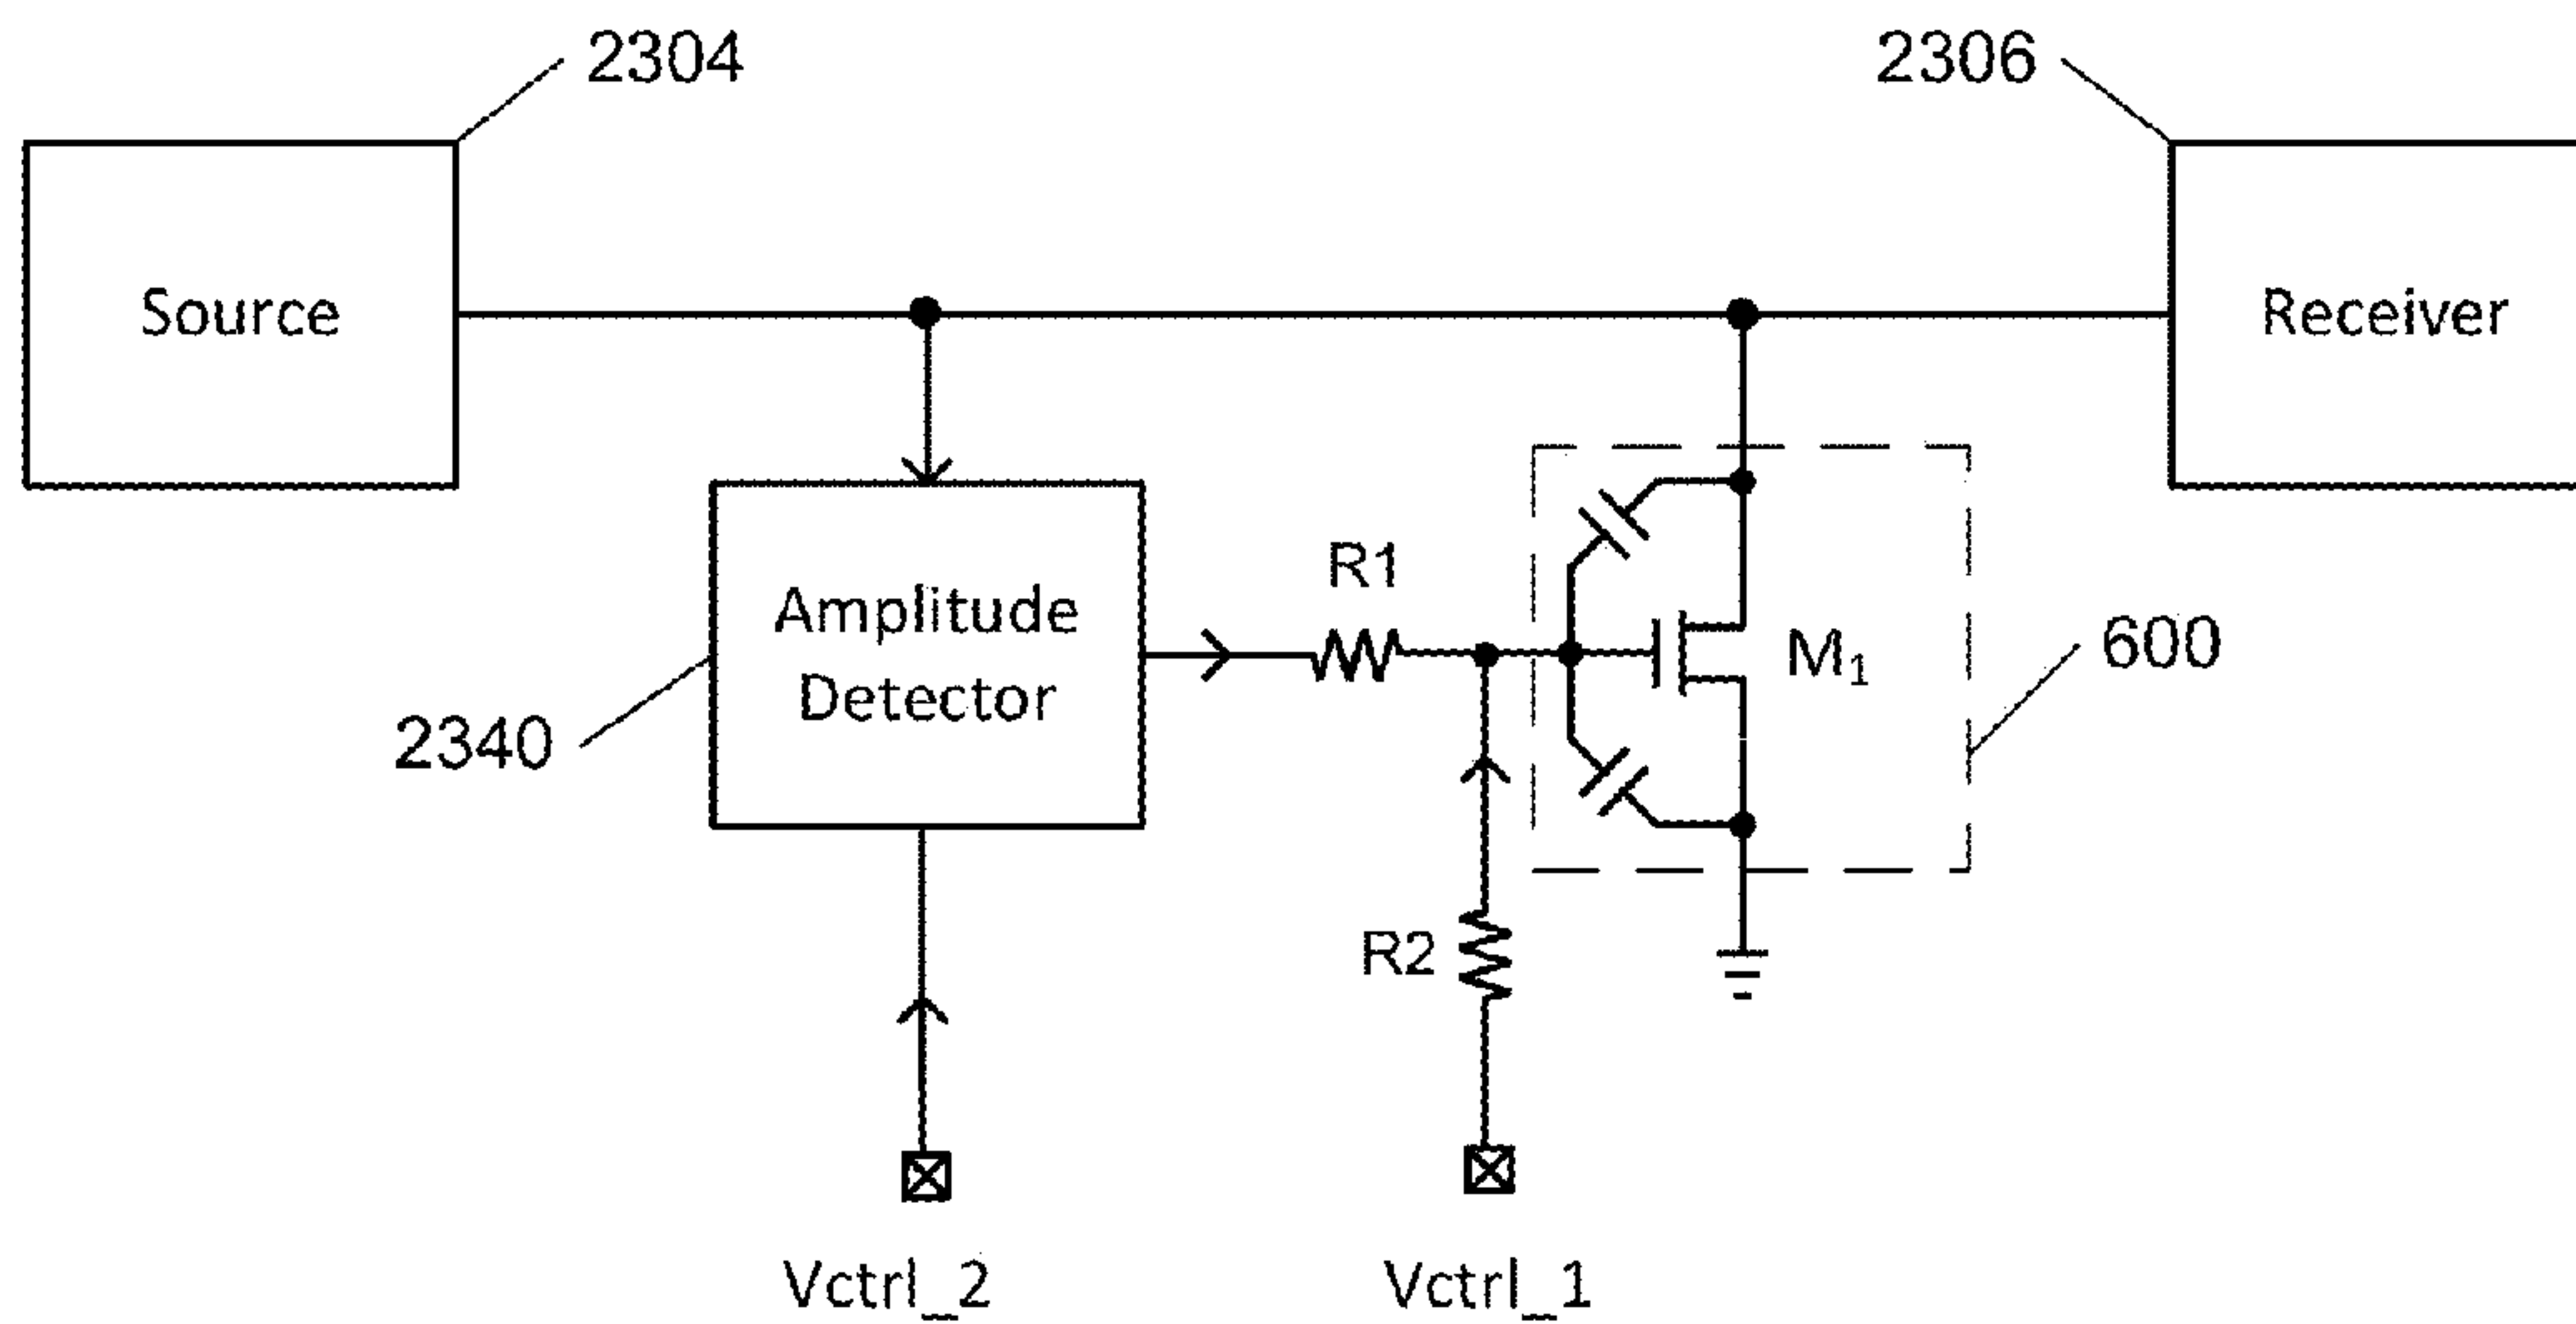 2304
2306
Source
Receiver
R1
Amplitude
Detector
M₁
600
2340
R2
Vctrl_2
Vctrl_1